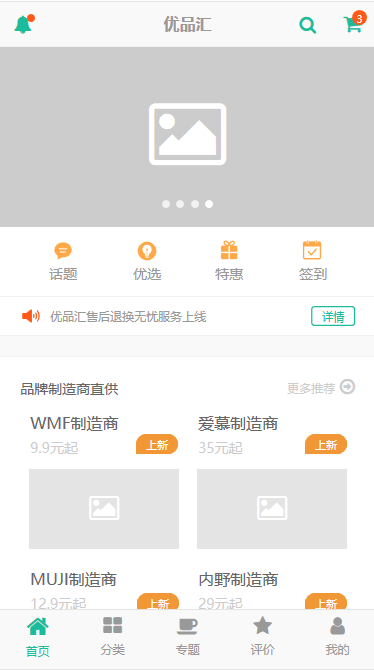 优品汇
3
话题 优选 特惠 签到
优品汇售后退换无忧服务上线 详情
品牌制造商直供 更多推荐
WMF制造商 爱慕制造商
9.9元起 上新 35元起 上新
MUJI制造商 内野制造商
12.9元起 上新 29元起 上新
首页 分类 专题 评价 我的